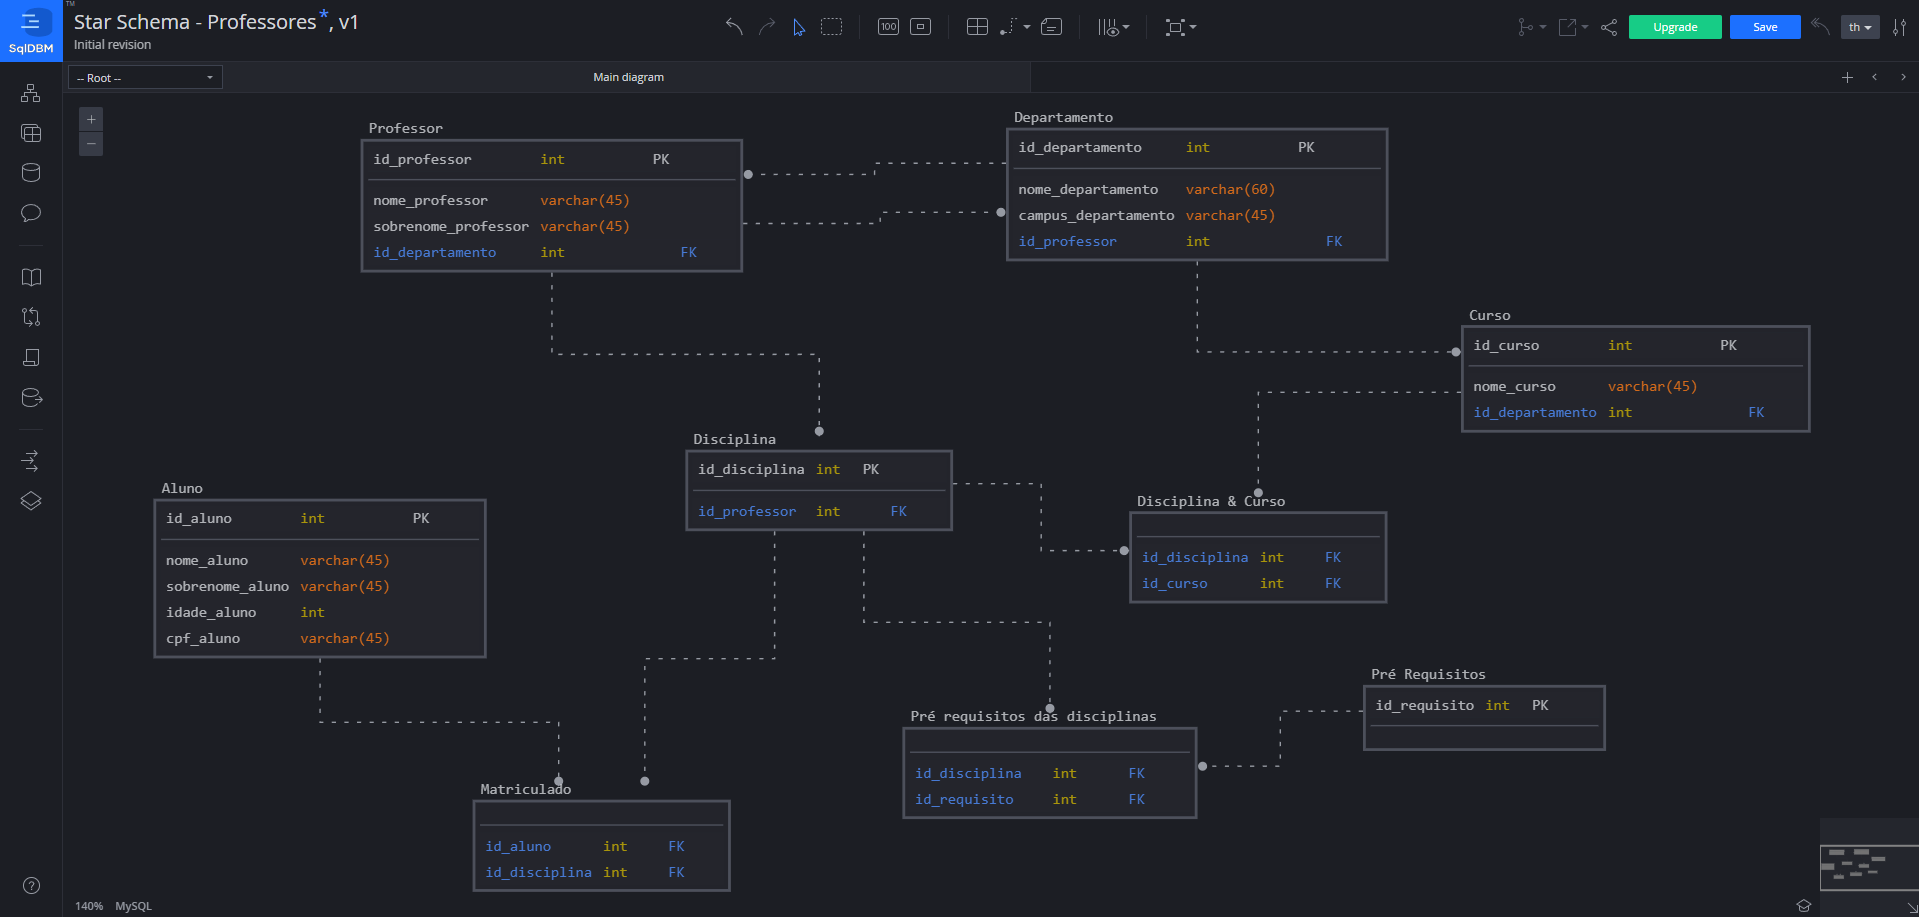 TM
SqlDBM
Star Schema - Professores*, v1
Initial revision
100
Upgrade
Save
th
-- Root --
Main diagram
+
−
Professor
id_professor int PK
nome_professor varchar(45)
sobrenome_professor varchar(45)
id_departamento int FK
Departamento
id_departamento int PK
nome_departamento varchar(60)
campus_departamento varchar(45)
id_professor int FK
Curso
id_curso int PK
nome_curso varchar(45)
id_departamento int FK
Disciplina
id_disciplina int PK
id_professor int FK
Aluno
id_aluno int PK
nome_aluno varchar(45)
sobrenome_aluno varchar(45)
idade_aluno int
cpf_aluno varchar(45)
Disciplina & Curso
id_disciplina int FK
id_curso int FK
Pré Requisitos
id_requisito int PK
Pré requisitos das disciplinas
id_disciplina int FK
id_requisito int FK
Matriculado
id_aluno int FK
id_disciplina int FK
140% MySQL